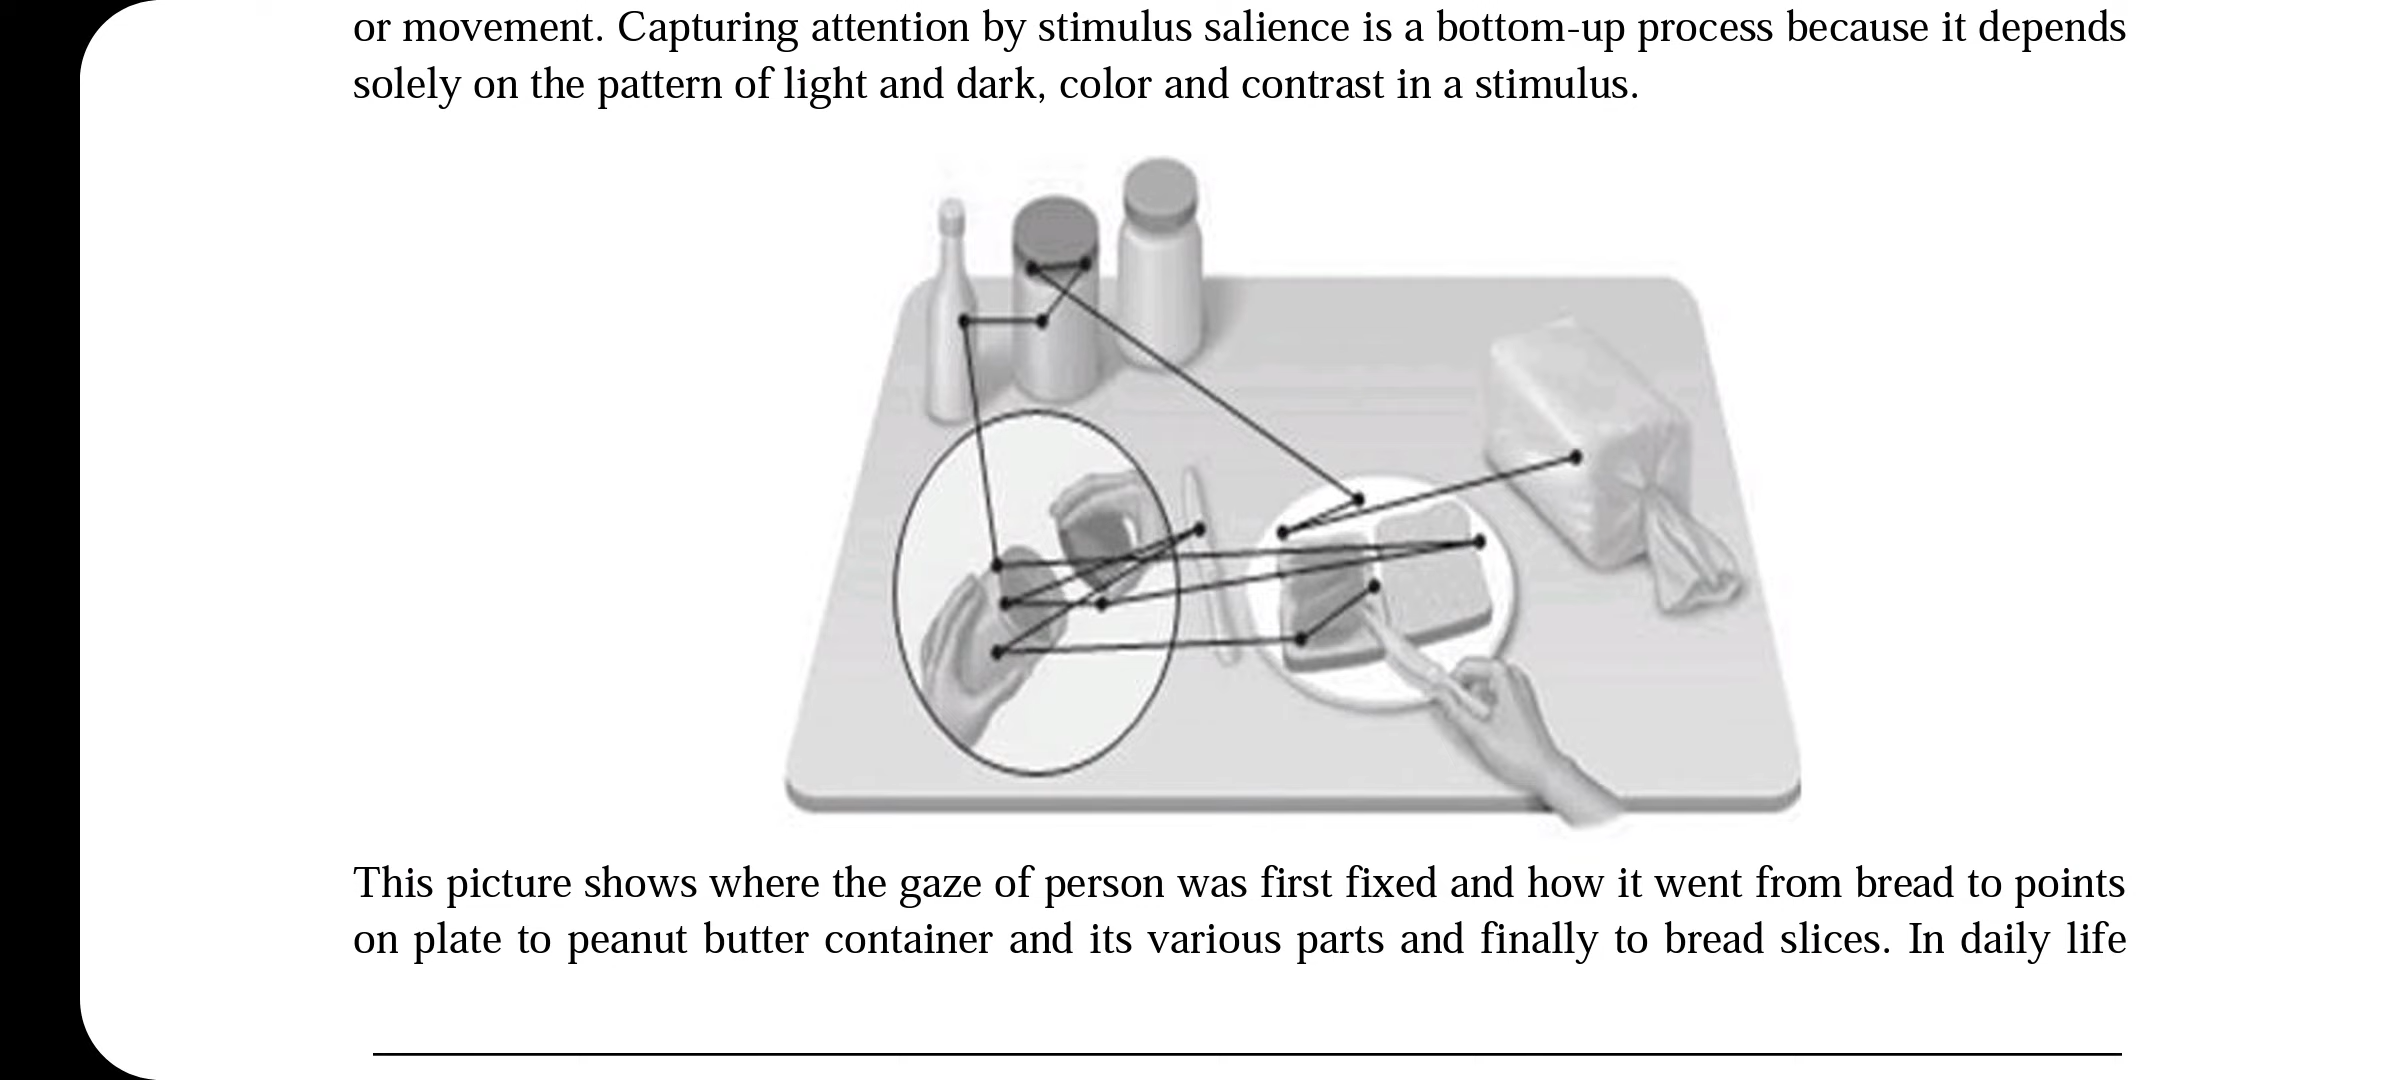 or movement. Capturing attention by stimulus salience is a bottom-up process because it depends
solely on the pattern of light and dark, color and contrast in a stimulus.
This picture shows where the gaze of person was first fixed and how it went from bread to points
on plate to peanut butter container and its various parts and finally to bread slices. In daily life